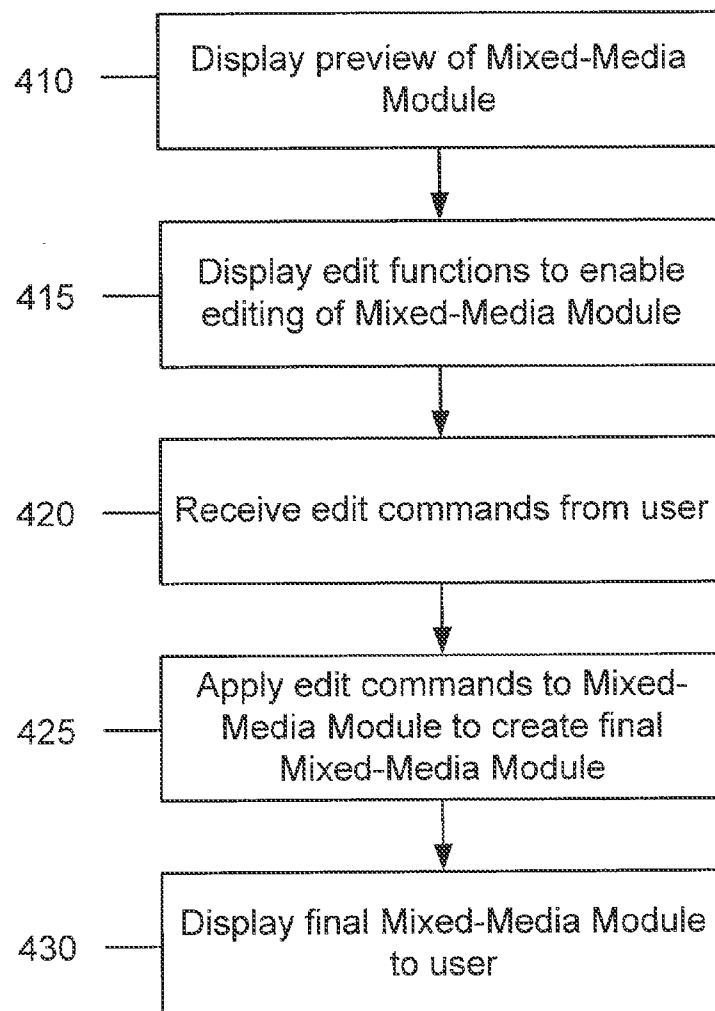 410
Display preview of Mixed-Media
Module
415
Display edit functions to enable
editing of Mixed-Media Module
420
Receive edit commands from user
425
Apply edit commands to Mixed-
Media Module to create final
Mixed-Media Module
430
Display final Mixed-Media Module
to user